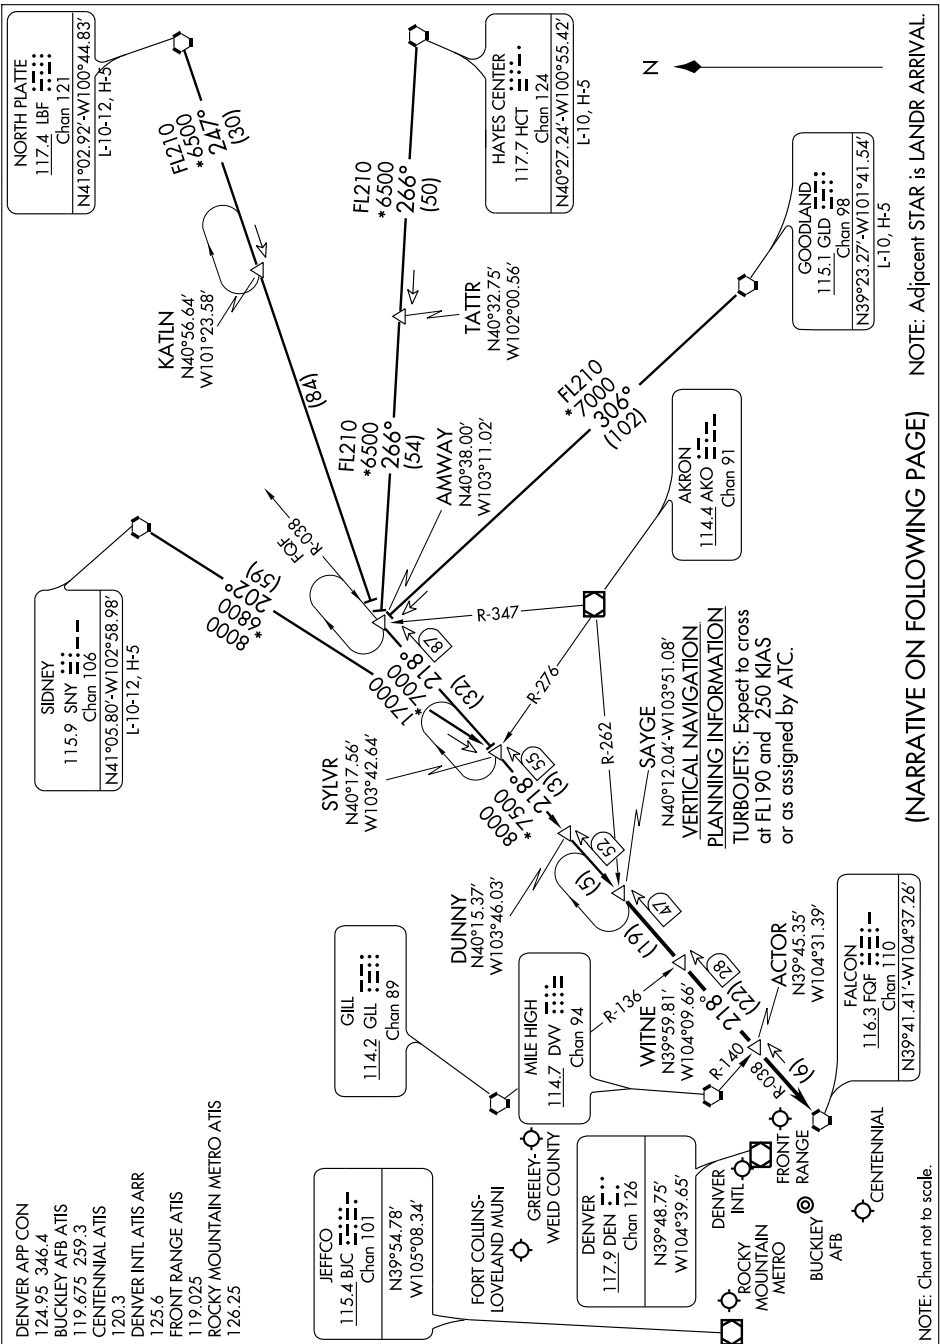 DENVER APP CON
124.95 346.4
BUCKLEY AFB ATIS
119.675 259.3
CENTENNIAL ATIS
120.3
DENVER INTL ATIS ARR
125.6
FRONT RANGE ATIS
119.025
ROCKY MOUNTAIN METRO ATIS
126.25
SIDNEY
115.9 SNY
Chan 106
N41°05.80'-W102°58.98'
L-10-12, H-5
NORTH PLATTE
117.4 LBF
Chan 121
N41°02.92'-W100°44.83'
L-10-12, H-5
FL210
*6500
247°
(30)
KATLN
N40°56.64'
W101°23.58'
(84)
8000
*6800
202°
(59)
FQF
R-038
FL210
*6500
266°
(50)
HAYES CENTER
117.7 HCT
Chan 124
N40°27.24'-W100°55.42'
L-10, H-5
TATTR
N40°32.75'
W102°00.56'
FL210
*6500
266°
(54)
AMWAY
N40°38.00'
W103°11.02'
N
FL210
*7000
306°
(102)
GOODLAND
115.1 GLD
Chan 98
N39°23.27'-W101°41.54'
L-10, H-5
GILL
114.2 GLL
Chan 89
SYLVR
N40°17.56'
W103°42.64'
17000
*7000
218°
(32)
87
R-347
AKRON
114.4 AKO
Chan 91
R-276
R-262
8000
*7500
218°
(3)
55
DUNNY
N40°15.37'
W103°46.03'
52
(5)
SAYGE
N40°12.04'-W103°51.08'
VERTICAL NAVIGATION
PLANNING INFORMATION
TURBOJETS: Expect to cross
at FL190 and 250 KIAS
or as assigned by ATC.
47
(19)
JEFFCO
115.4 BJC
Chan 101
N39°54.78'
W105°08.34'
FORT COLLINS-
LOVELAND MUNI
GREELEY-
WELD COUNTY
MILE HIGH
114.7 DVV
Chan 94
R-136
WITNE
N39°59.81'
W104°09.66'
28
218°
(22)
R-140
ACTOR
N39°45.35'
W104°31.39'
R-038
(6)
DENVER
117.9 DEN
Chan 126
N39°48.75'
W104°39.65'
DENVER
INTL
FRONT
RANGE
ROCKY
MOUNTAIN
METRO
BUCKLEY
AFB
CENTENNIAL
FALCON
116.3 FQF
Chan 110
N39°41.41'-W104°37.26'
NOTE: Chart not to scale.
(NARRATIVE ON FOLLOWING PAGE)
NOTE: Adjacent STAR is LANDR ARRIVAL.